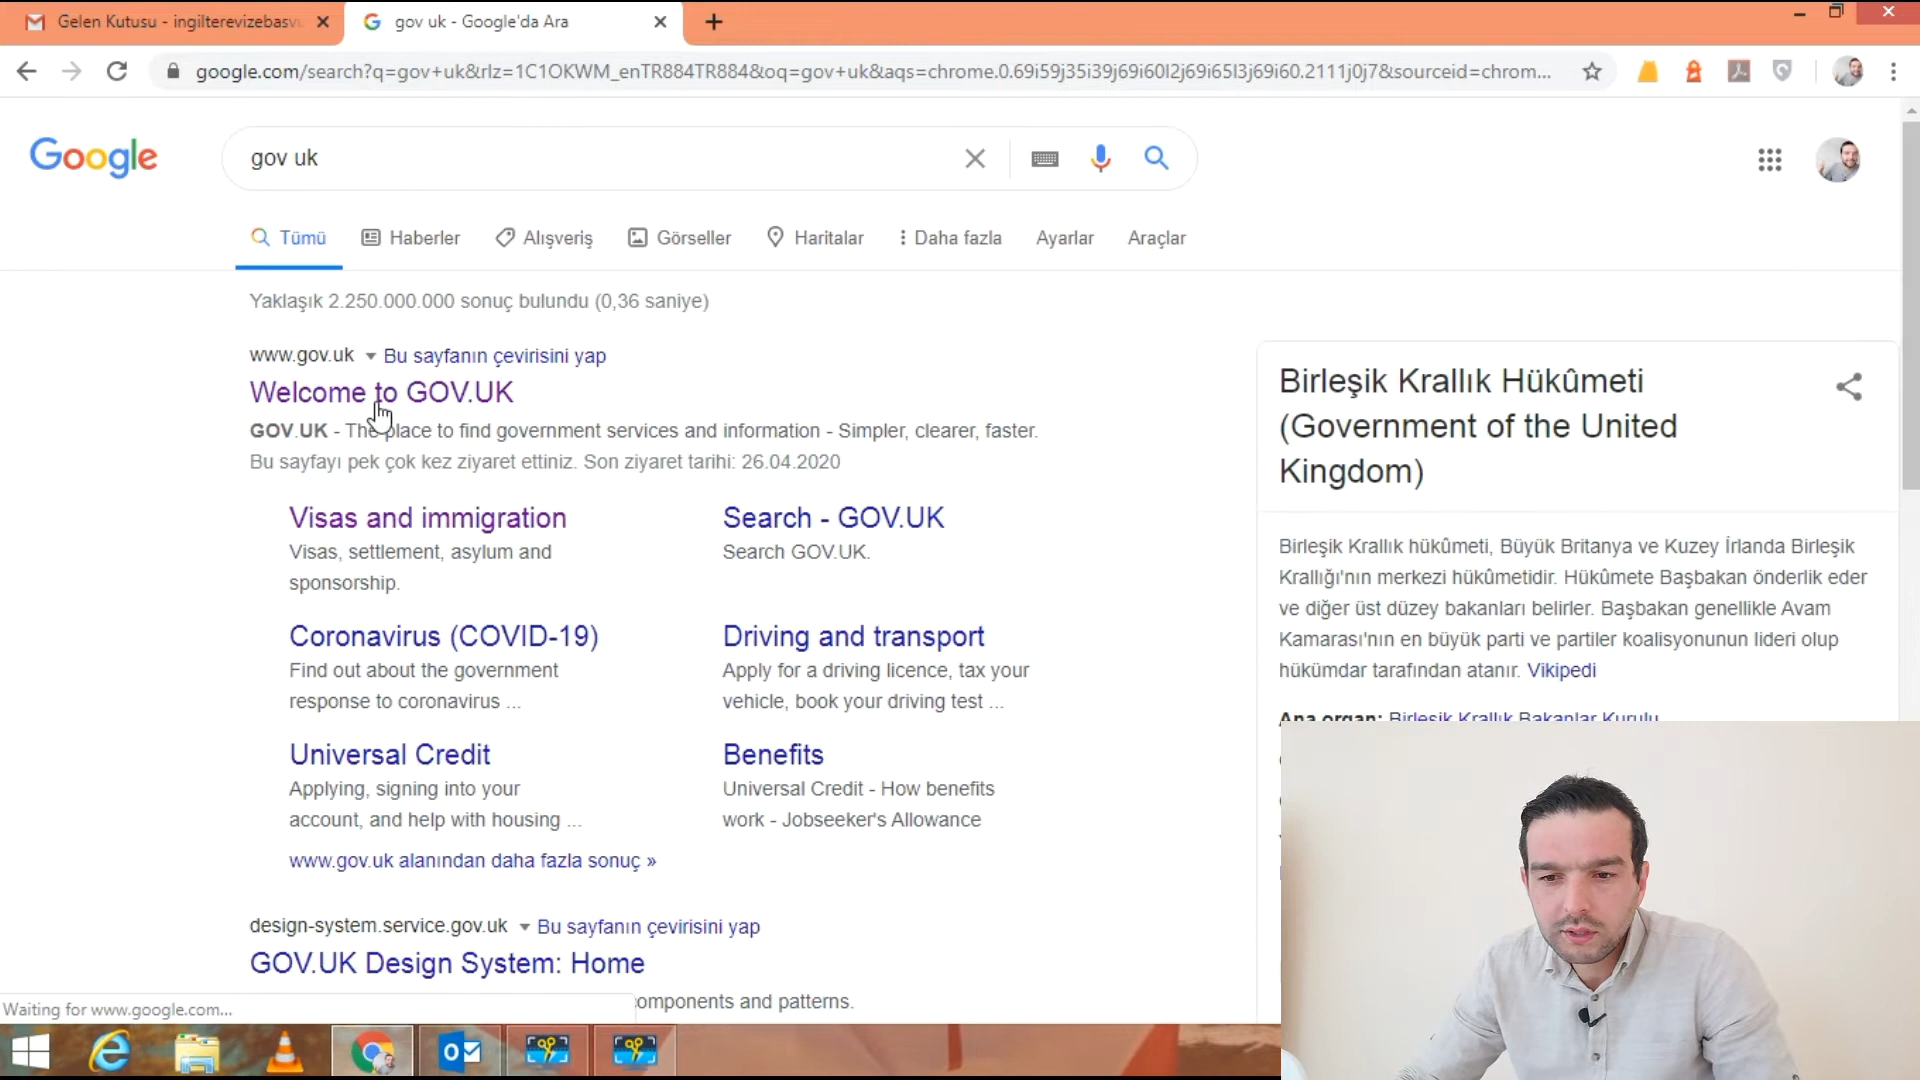 Gelen Kutusu - ingilterevizebasv
gov uk - Google'da Ara
google.com/search?q=gov+uk&rlz=1C1OKWM_enTR884TR884&oq=gov+uk&aqs=chrome.0.69i59j35i39j69i60l2j69i65l3j69i60.2111j0j7&sourceid=chrom...
Google
gov uk
Tümü Haberler Alışveriş Görseller Haritalar Daha fazla Ayarlar Araçlar
Yaklaşık 2.250.000.000 sonuç bulundu (0,36 saniye)
www.gov.uk Bu sayfanın çevirisini yap
Welcome to GOV.UK
GOV.UK - The place to find government services and information - Simpler, clearer, faster.
Bu sayfayı pek çok kez ziyaret ettiniz. Son ziyaret tarihi: 26.04.2020
Visas and immigration
Visas, settlement, asylum and
sponsorship.
Search - GOV.UK
Search GOV.UK.
Coronavirus (COVID-19)
Find out about the government
response to coronavirus ...
Driving and transport
Apply for a driving licence, tax your
vehicle, book your driving test ...
Universal Credit
Applying, signing into your
account, and help with housing ...
Benefits
Universal Credit - How benefits
work - Jobseeker's Allowance
www.gov.uk alanından daha fazla sonuç »
design-system.service.gov.uk Bu sayfanın çevirisini yap
GOV.UK Design System: Home
components and patterns.
Waiting for www.google.com...
Birleşik Krallık Hükûmeti
(Government of the United
Kingdom)
Birleşik Krallık hükûmeti, Büyük Britanya ve Kuzey İrlanda Birleşik
Krallığı'nın merkezi hükûmetidir. Hükûmete Başbakan önderlik eder
ve diğer üst düzey bakanları belirler. Başbakan genellikle Avam
Kamarası'nın en büyük parti ve partiler koalisyonunun lideri olup
hükümdar tarafından atanır. Vikipedi
Ana organ: Birleşik Krallık Bakanlar Kurulu